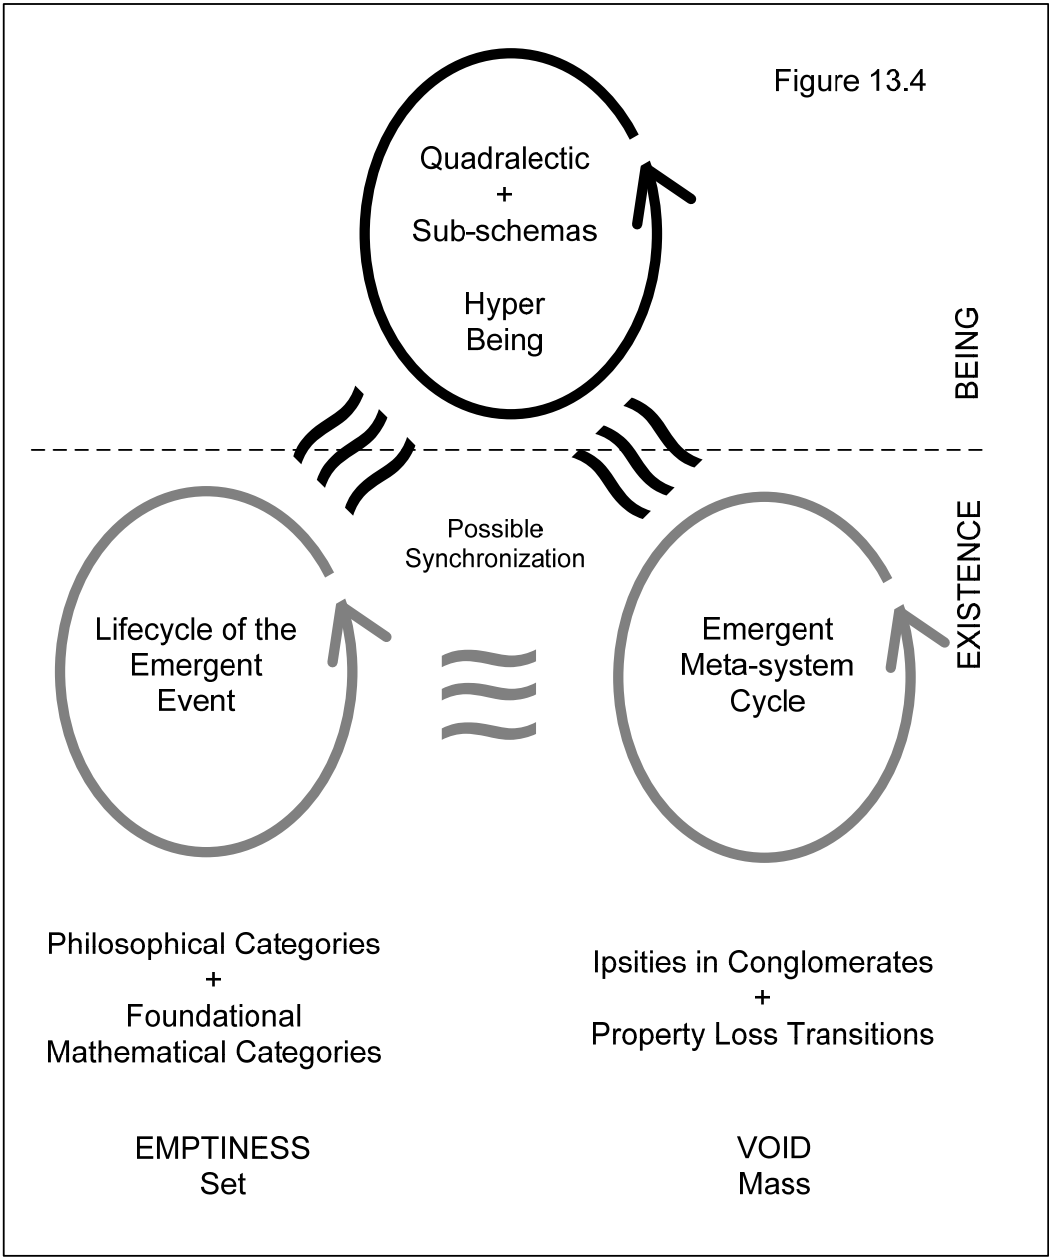 Figure 13.4
Quadralectic
+
Sub-schemas
Hyper
Being
BEING
Possible
Synchronization
EXISTENCE
Lifecycle of the
Emergent
Event
Emergent
Meta-system
Cycle
Philosophical Categories
+
Foundational
Mathematical Categories
Ipsities in Conglomerates
+
Property Loss Transitions
EMPTINESS
Set
VOID
Mass